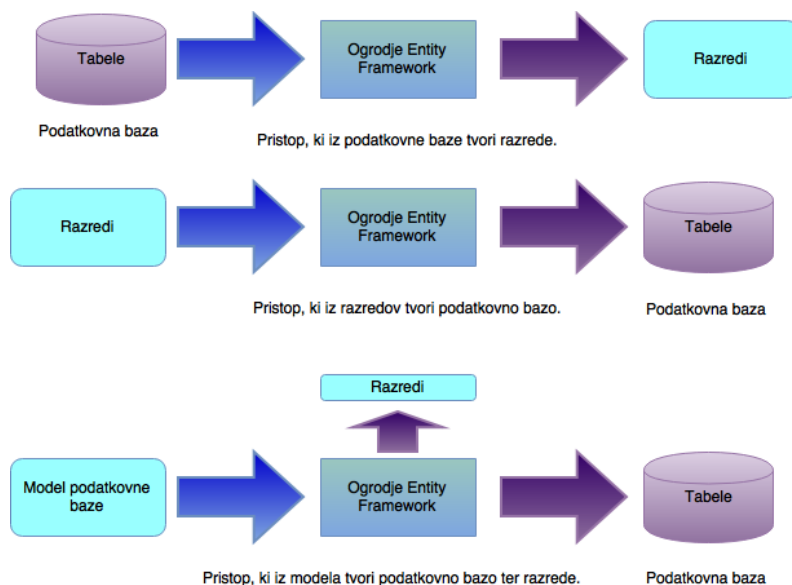 Tabele
Ogrodje Entity
Framework
Razredi
Podatkovna baza
Pristop, ki iz podatkovne baze tvori razrede.
Razredi
Ogrodje Entity
Framework
Tabele
Pristop, ki iz razredov tvori podatkovno bazo.
Podatkovna baza
Razredi
Model podatkovne
baze
Ogrodje Entity
Framework
Tabele
Pristop, ki iz modela tvori podatkovno bazo ter razrede.
Podatkovna baza